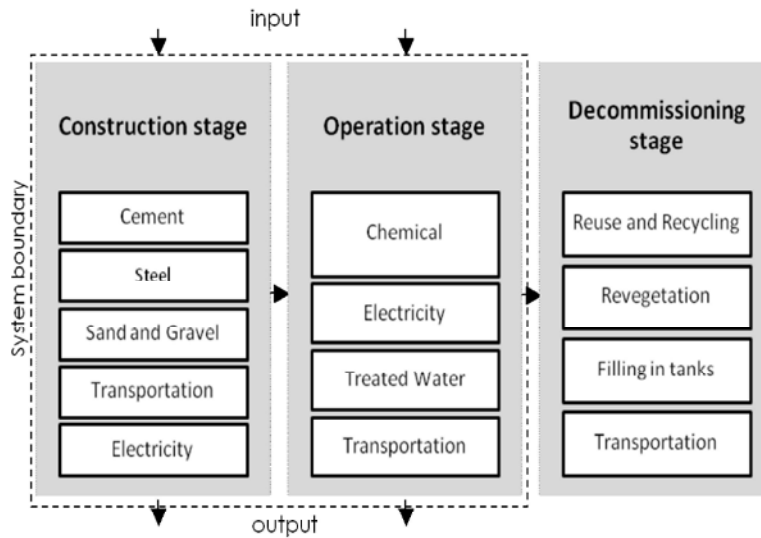 input
System boundary
Construction stage
Cement
Steel
Sand and Gravel
Transportation
Electricity
Operation stage
Chemical
Electricity
Treated Water
Transportation
Decommissioning
stage
Reuse and Recycling
Revegetation
Filling in tanks
Transportation
output